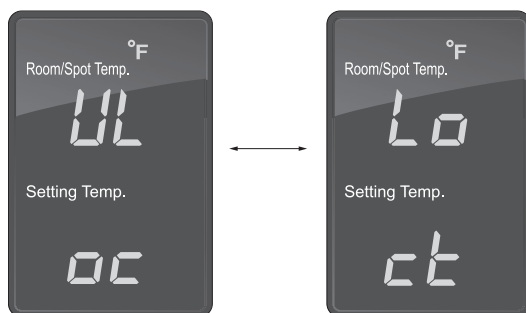 °F
Room/Spot Temp.
UL
Setting Temp.
oc
°F
Room/Spot Temp.
Lo
Setting Temp.
ct